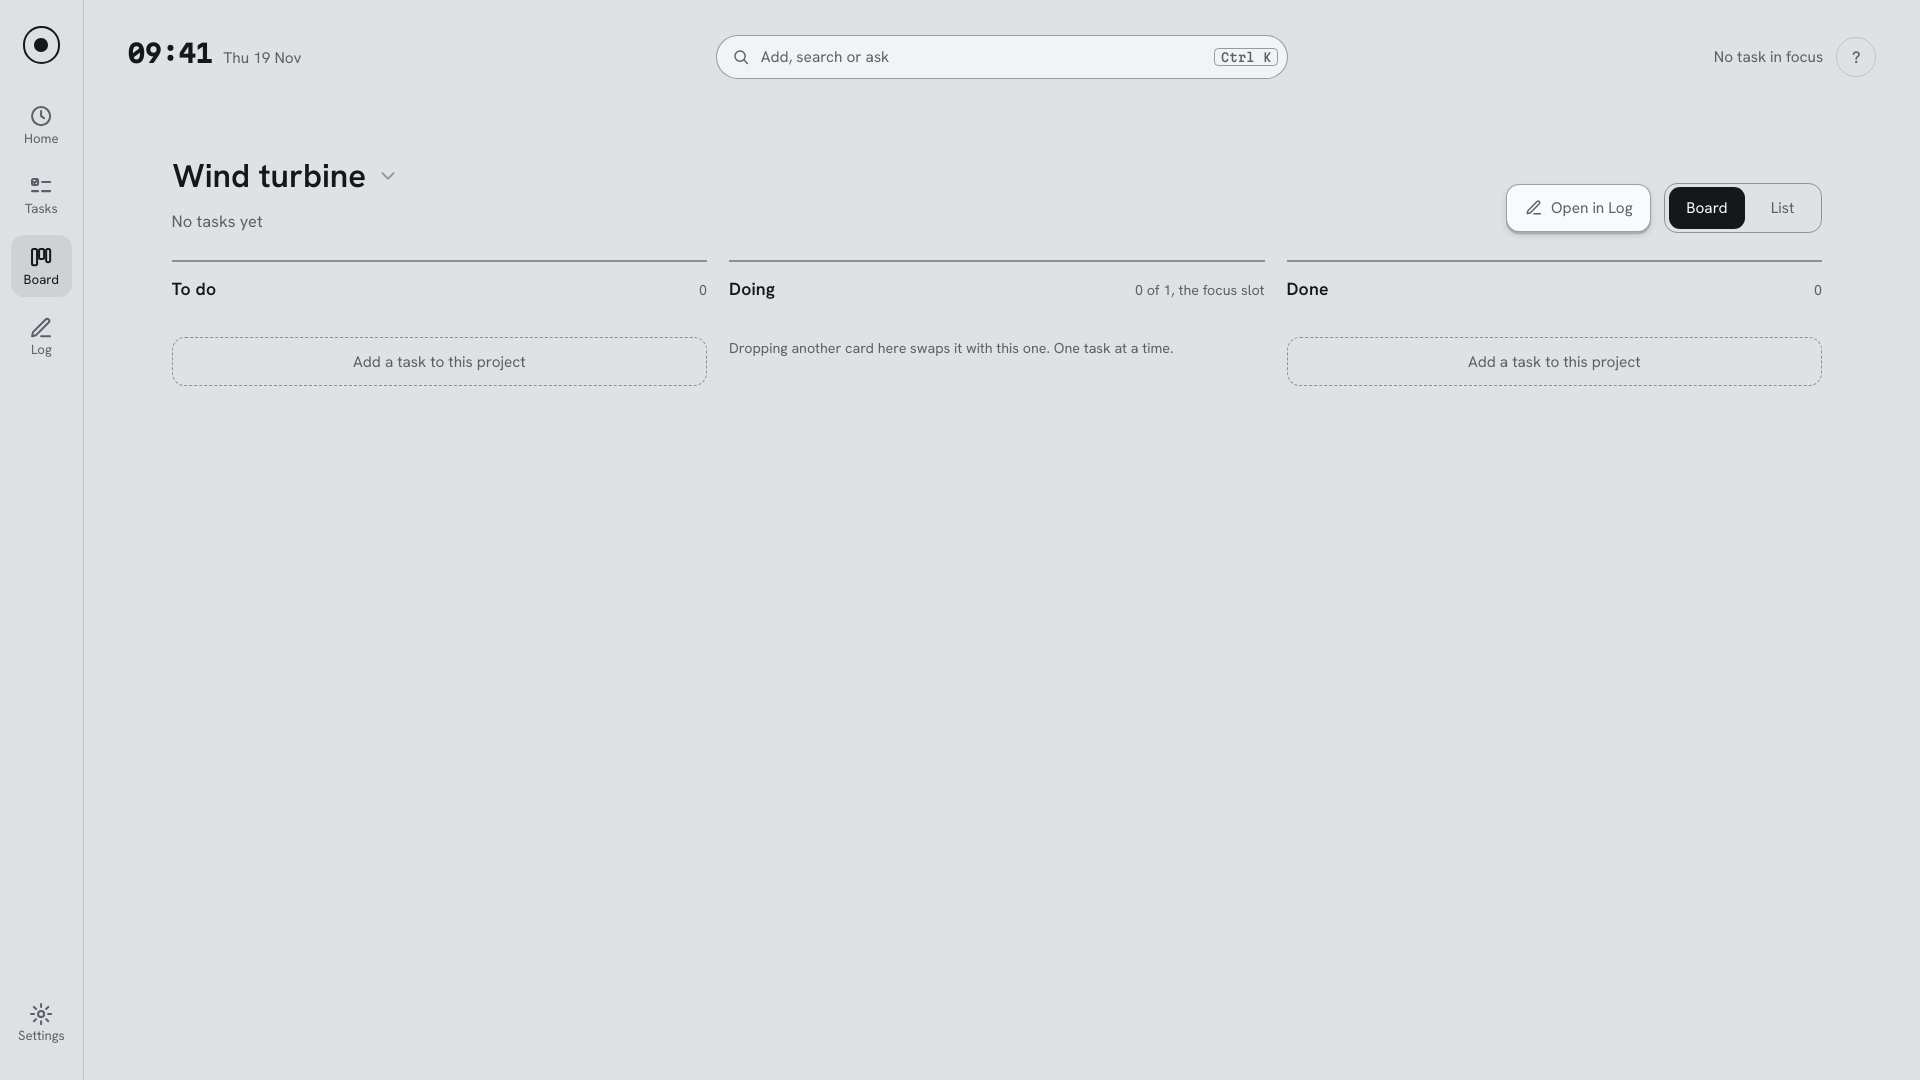 09:41 Thu 19 Nov
Add, search or ask
Ctrl K
No task in focus
?
Home
Tasks
Board
Log
Settings
Wind turbine
No tasks yet
Open in Log
Board
List
To do
0
Add a task to this project
Doing
0 of 1, the focus slot
Dropping another card here swaps it with this one. One task at a time.
Done
0
Add a task to this project